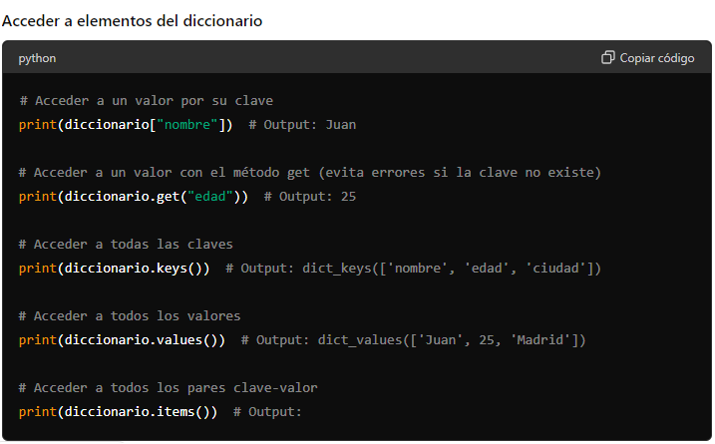 Acceder a elementos del diccionario
python
Copiar código
# Acceder a un valor por su clave
print(diccionario["nombre"])  # Output: Juan
# Acceder a un valor con el método get (evita errores si la clave no existe)
print(diccionario.get("edad"))  # Output: 25
# Acceder a todas las claves
print(diccionario.keys())  # Output: dict_keys(['nombre', 'edad', 'ciudad'])
# Acceder a todos los valores
print(diccionario.values())  # Output: dict_values(['Juan', 25, 'Madrid'])
# Acceder a todos los pares clave-valor
print(diccionario.items())  # Output: